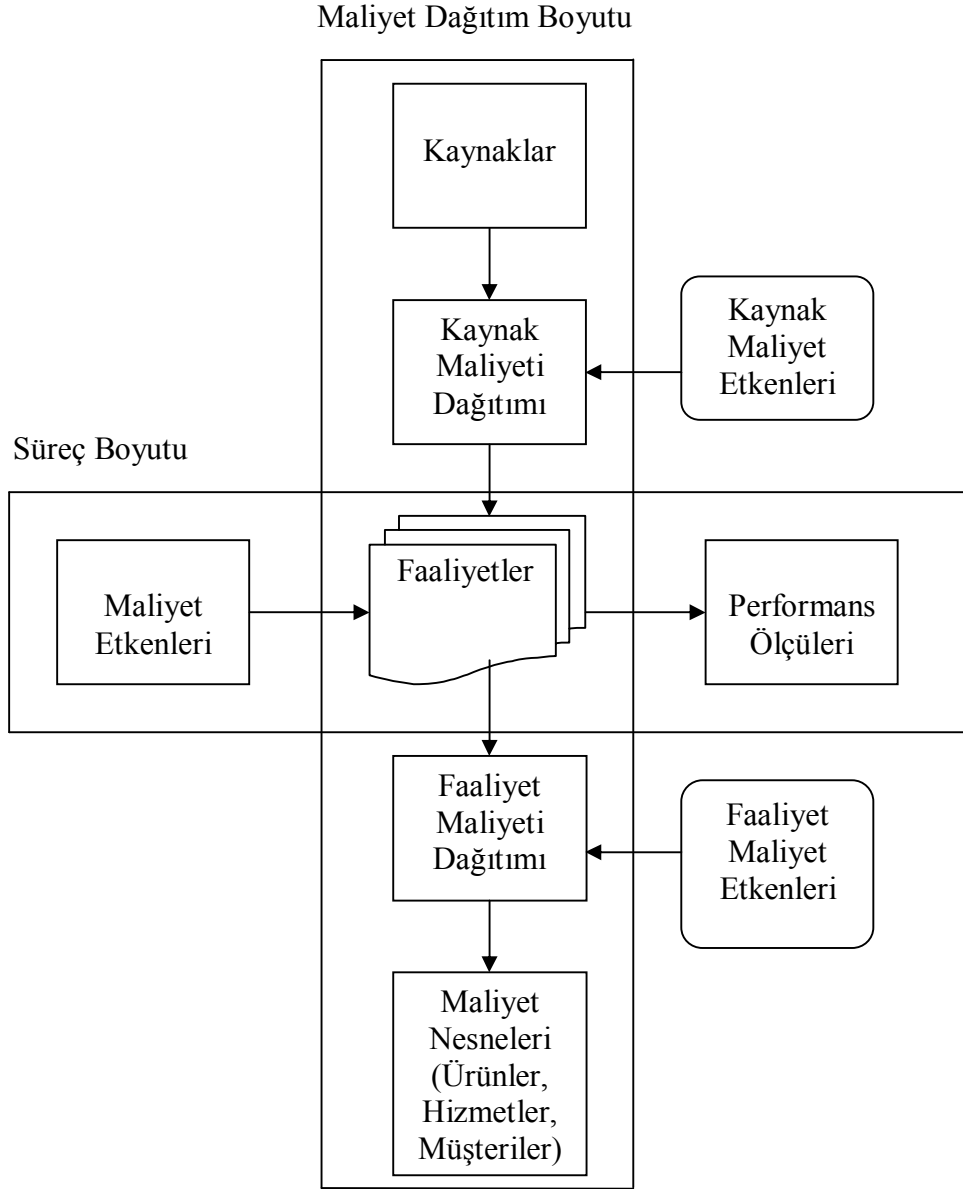 Maliyet Dağıtım Boyutu
Kaynaklar
Kaynak
Maliyeti
Dağıtımı
Kaynak
Maliyet
Etkenleri
Süreç Boyutu
Maliyet
Etkenleri
Faaliyetler
Performans
Ölçüleri
Faaliyet
Maliyeti
Dağıtımı
Faaliyet
Maliyet
Etkenleri
Maliyet
Nesneleri
(Ürünler,
Hizmetler,
Müşteriler)